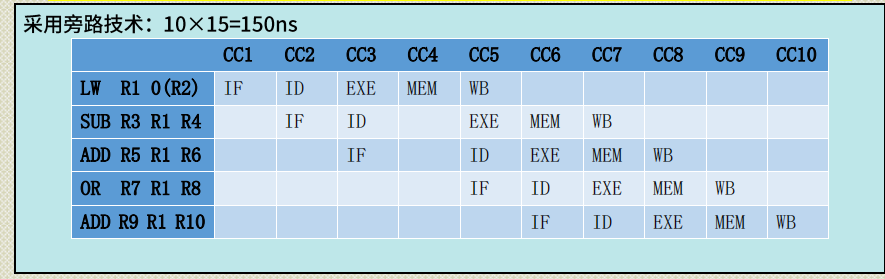 采用旁路技术：10×15=150ns
CC1 CC2 CC3 CC4 CC5 CC6 CC7 CC8 CC9 CC10
LW R1 0(R2) IF ID EXE MEM WB
SUB R3 R1 R4 IF ID EXE MEM WB
ADD R5 R1 R6 IF ID EXE MEM WB
OR R7 R1 R8 IF ID EXE MEM WB
ADD R9 R1 R10 IF ID EXE MEM WB